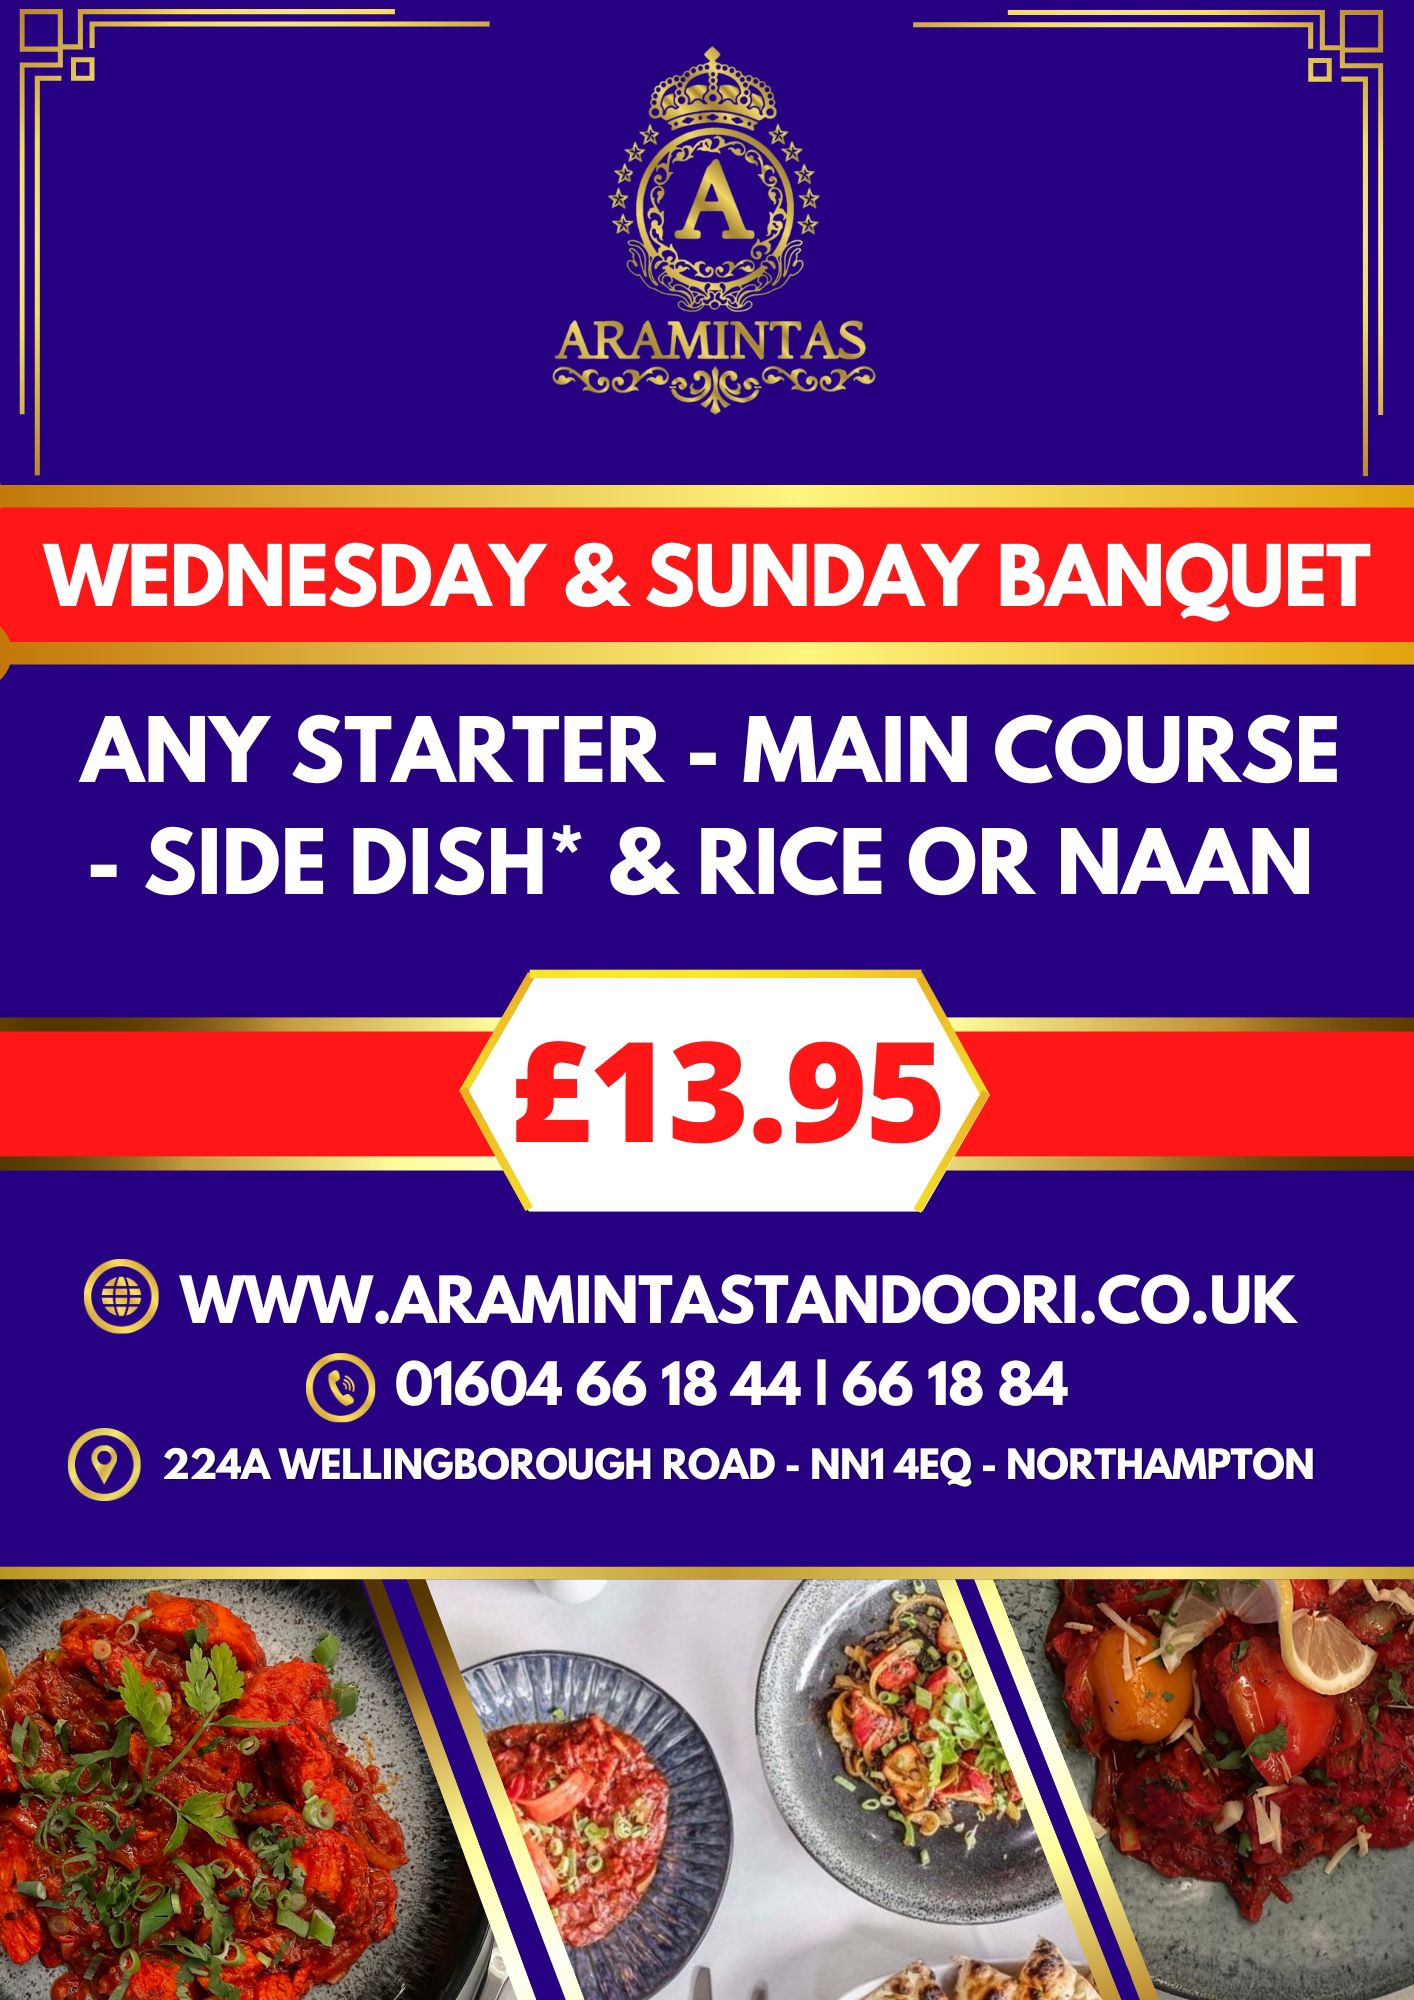 A
ARAMINTAS
WEDNESDAY & SUNDAY BANQUET
ANY STARTER - MAIN COURSE
- SIDE DISH* & RICE OR NAAN
£13.95
WWW.ARAMINTASTANDOORI.CO.UK
01604 66 18 44 | 66 18 84
224A WELLINGBOROUGH ROAD - NN1 4EQ - NORTHAMPTON